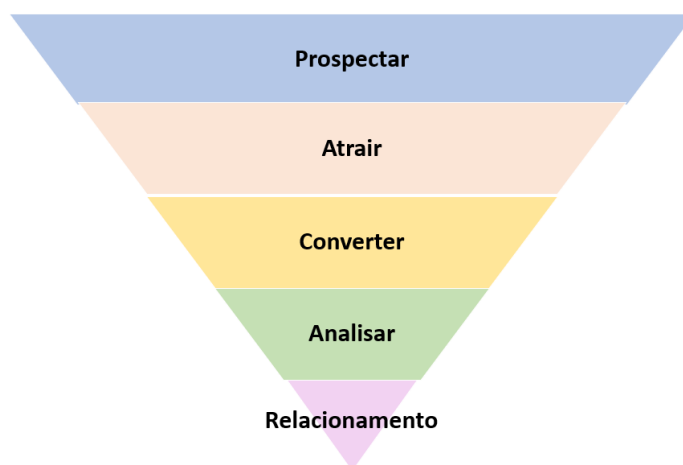 Prospectar
Atrair
Converter
Analisar
Relacionamento